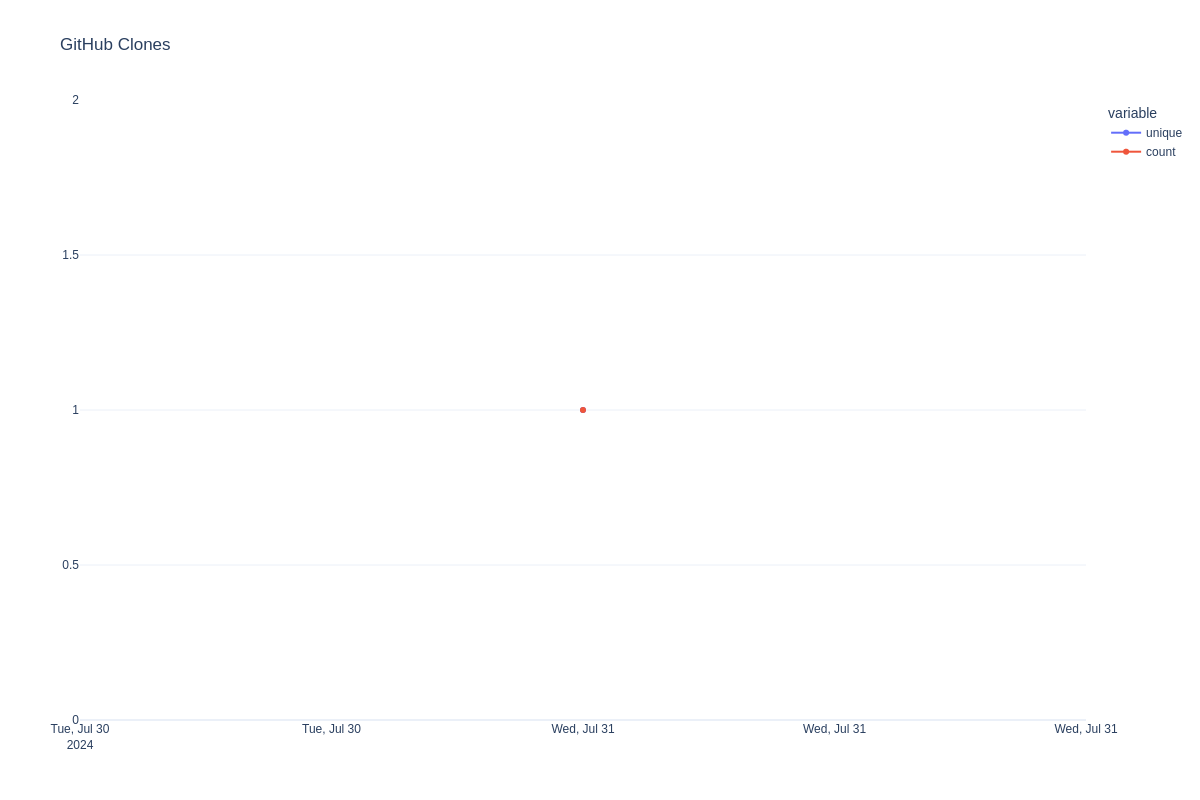 GitHub Clones
2
1.5
1
0.5
0
Tue, Jul 30
2024
Tue, Jul 30
Wed, Jul 31
Wed, Jul 31
Wed, Jul 31
variable
unique
count